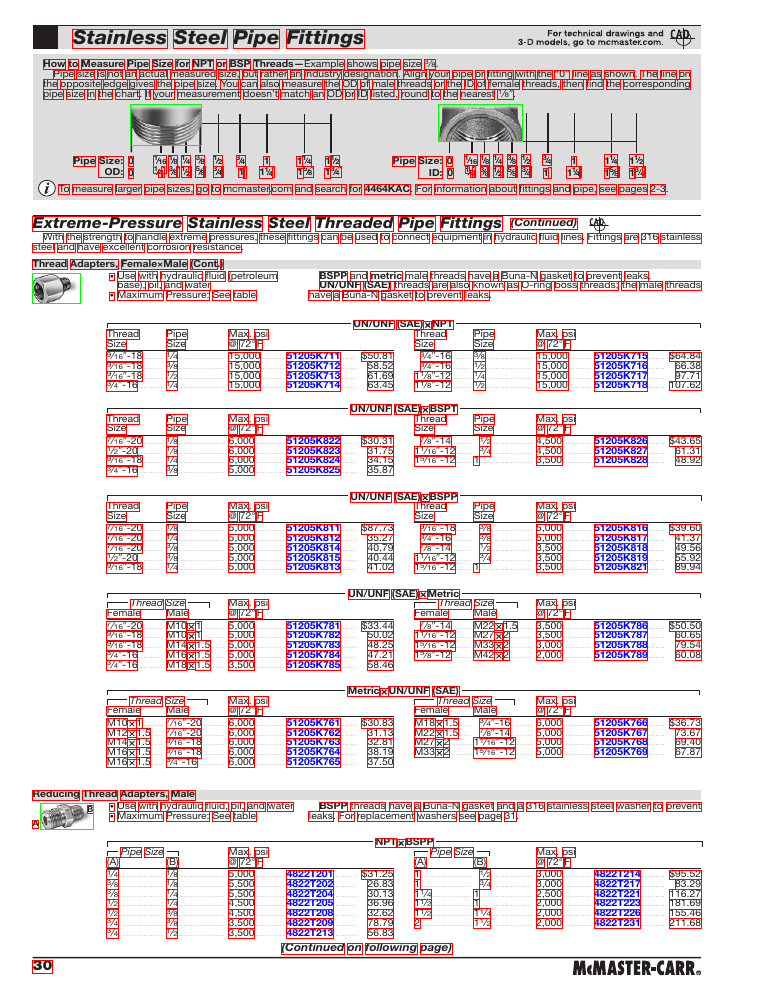 Stainless Steel Pipe Fittings
For technical drawings and
3-D models, go to mcmaster.com.
CAD
How to Measure Pipe Size for NPT or BSP Threads—Example shows pipe size ⅜.
Pipe size is not an actual measured size, but rather an industry designation. Align your pipe or fitting with the "0" line as shown. The line on
the opposite edge gives the pipe size. You can also measure the OD of male threads or the ID of female threads, then find the corresponding
pipe size in the chart. If your measurement doesn't match an OD or ID listed, round to the nearest ⅛".
Pipe Size: 0 1/16 ⅛ ¼ ⅜ ½ ¾ 1 1¼ 1½
Pipe Size: 0 1/16 ⅛ ¼ ⅜ ½ ¾ 1 1¼ 1½
To measure larger pipe sizes, go to mcmaster.com and search for 4464KAC. For information about fittings and pipe, see pages 2-3.
Extreme-Pressure Stainless Steel Threaded Pipe Fittings (Continued) CAD
With the strength to handle extreme pressures, these fittings can be used to connect equipment in hydraulic fluid lines. Fittings are 316 stainless
steel and have excellent corrosion resistance.
Thread Adapters, Female×Male (Cont.)
• Use with hydraulic fluid (petroleum
base), oil, and water
• Maximum Pressure: See table
BSPP and metric male threads have a Buna-N gasket to prevent leaks.
UN/UNF (SAE) threads are also known as O-ring boss threads; the male threads
have a Buna-N gasket to prevent leaks.
UN/UNF (SAE)×NPT
Thread Pipe Max. psi Thread Pipe Max. psi
Size Size @ 72° F Size Size @ 72° F
9/16"-18 ¼ 15,000 51205K711 $50.81 ¾"-16 ⅜ 15,000 51205K715 $64.84
9/16"-18 ⅜ 15,000 51205K712 58.52 ¾"-16 ½ 15,000 51205K716 66.38
9/16"-18 ½ 15,000 51205K713 61.69 1⅛"-12 ¼ 15,000 51205K717 97.71
¾"-16 ¼ 15,000 51205K714 63.45 1⅛"-12 ½ 15,000 51205K718 107.62
UN/UNF (SAE)×BSPT
Thread Pipe Max. psi Thread Pipe Max. psi
Size Size @ 72° F Size Size @ 72° F
7/16"-20 ⅛ 6,000 51205K822 $30.31 ⅞"-14 ½ 4,500 51205K826 $43.65
½"-20 ⅜ 6,000 51205K823 31.75 1 1/16"-12 ¾ 4,500 51205K827 61.31
9/16"-18 ¼ 6,000 51205K824 34.15 1 5/16"-12 1 3,500 51205K828 48.92
¾"-16 ⅜ 6,000 51205K825 35.87
UN/UNF (SAE)×BSPP
Thread Pipe Max. psi Thread Pipe Max. psi
Size Size @ 72° F Size Size @ 72° F
7/16"-20 ⅛ 5,000 51205K811 $87.73 9/16"-18 ⅜ 5,000 51205K816 $39.60
7/16"-20 ¼ 5,000 51205K812 35.27 ¾"-16 ⅜ 5,000 51205K817 41.37
7/16"-20 ¼ 5,000 51205K814 40.79 ⅞"-14 ½ 3,500 51205K818 49.56
½"-20 ¼ 5,000 51205K815 40.44 1 1/16"-12 ¾ 3,500 51205K819 55.92
9/16"-18 ¼ 5,000 51205K813 41.02 1 5/16"-12 1 3,500 51205K821 89.94
UN/UNF (SAE)×Metric
Thread Size Max. psi Thread Size Max. psi
Female Male @ 72° F Female Male @ 72° F
7/16"-20 M10×1 5,000 51205K781 $33.44 ⅞"-14 M22×1.5 3,500 51205K786 $50.50
9/16"-18 M10×1 5,000 51205K782 50.02 1 1/16"-12 M27×2 3,500 51205K787 60.65
9/16"-18 M14×1.5 5,000 51205K783 48.25 1 5/16"-12 M33×2 3,000 51205K788 79.54
¾"-16 M16×1.5 5,000 51205K784 47.21 1⅝"-12 M42×2 2,000 51205K789 60.08
¾"-16 M18×1.5 3,500 51205K785 58.46
Metric×UN/UNF (SAE)
Thread Size Max. psi Thread Size Max. psi
Female Male @ 72° F Female Male @ 72° F
M10×1 7/16"-20 6,000 51205K761 $30.83 M18×1.5 ¾"-16 6,000 51205K766 $36.73
M12×1.5 7/16"-20 6,000 51205K762 31.13 M22×1.5 ⅞"-14 5,000 51205K767 73.67
M14×1.5 9/16"-18 6,000 51205K763 32.81 M27×2 1 1/16"-12 5,000 51205K768 69.40
M16×1.5 9/16"-18 6,000 51205K764 38.19 M33×2 1 5/16"-12 5,000 51205K769 67.87
M16×1.5 ¾"-16 6,000 51205K765 37.50
Reducing Thread Adapters, Male
A B
• Use with hydraulic fluid, oil, and water
• Maximum Pressure: See table
BSPP threads have a Buna-N gasket and a 316 stainless steel washer to prevent
leaks. For replacement washers see page 31.
NPT×BSPP
Pipe Size Max. psi Pipe Size Max. psi
(A) (B) @ 72° F (A) (B) @ 72° F
¼ ⅛ 5,000 4822T201 $31.25 1 ½ 3,000 4822T214 $95.52
⅜ ⅛ 5,500 4822T202 26.83 1 ¾ 3,000 4822T217 83.29
⅜ ¼ 5,500 4822T204 30.13 1¼ 1 2,500 4822T221 116.27
½ ¼ 4,500 4822T205 36.96 1½ 1 2,000 4822T223 181.69
½ ⅜ 4,500 4822T208 32.62 1½ 1¼ 2,000 4822T226 155.46
¾ ⅜ 3,500 4822T209 78.79 2 1½ 2,000 4822T231 211.68
¾ ½ 3,500 4822T213 56.83
(Continued on following page)
30
McMASTER-CARR®